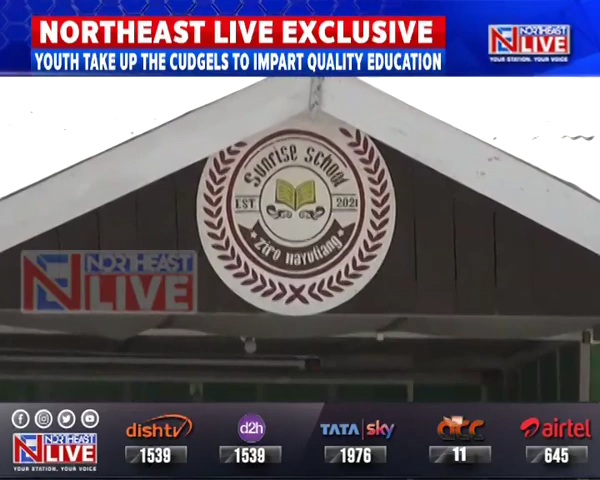 NORTHEAST LIVE EXCLUSIVE
YOUTH TAKE UP THE CUDGELS TO IMPART QUALITY EDUCATION
NORTHEAST
LIVE
YOUR STATION. YOUR VOICE
Sunrise School
EST. 2021
Ziro Hayuliang
NORTHEAST
LIVE
NORTHEAST
LIVE
YOUR STATION. YOUR VOICE
dishtv
1539
d2h
1539
TATA sky
1976
acc
11
airtel
645